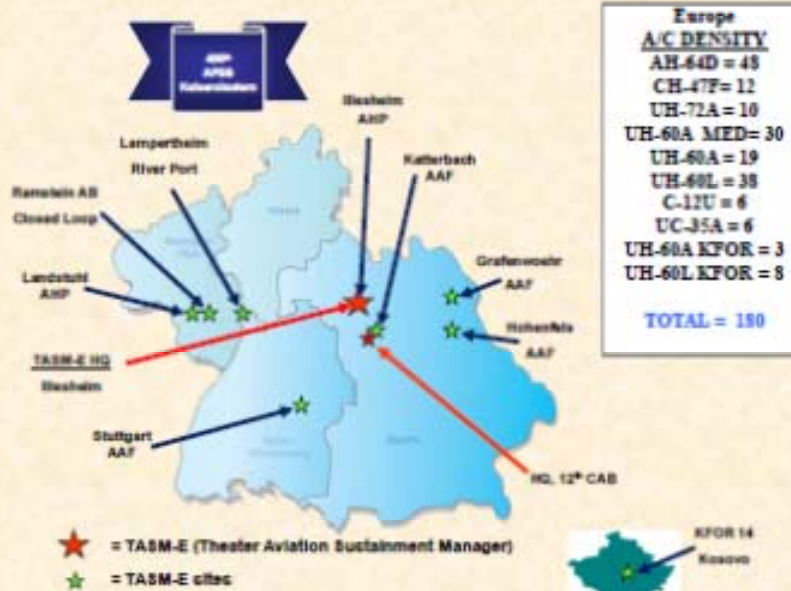 AFSB
Kaiserslautern
Illesheim
AHP
Lampertheim
River Port
Katterbach
AAF
Ramstein AB
Closed Loop
Grafenwoehr
AAF
Landstuhl
AHP
Hohenfels
AAF
TASM-E HQ
Illesheim
Stuttgart
AAF
HQ, 12th CAB
= TASM-E (Theater Aviation Sustainment Manager)
= TASM-E sites
KFOR 14
Kosovo
Europe
A/C DENSITY
AH-64D = 48
CH-47F= 12
UH-72A = 10
UH-60A MED= 30
UH-60A = 19
UH-60L = 38
C-12U = 6
UC-35A = 6
UH-60A KFOR = 3
UH-60L KFOR = 8
TOTAL = 180